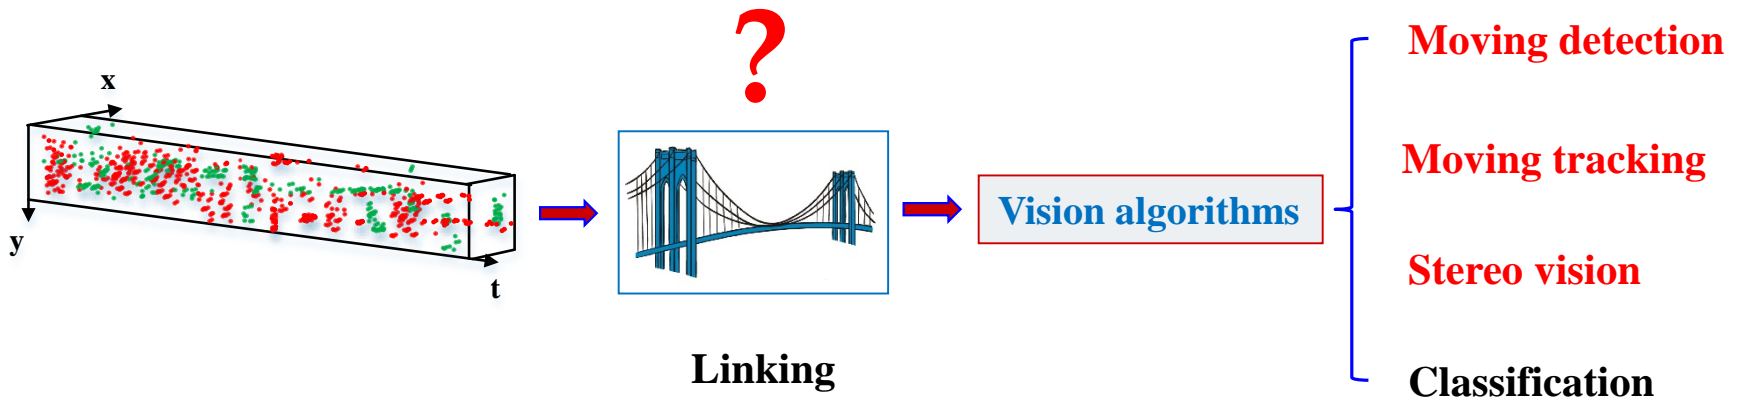 x
y
t
?
Linking
Vision algorithms
Moving detection
Moving tracking
Stereo vision
Classification